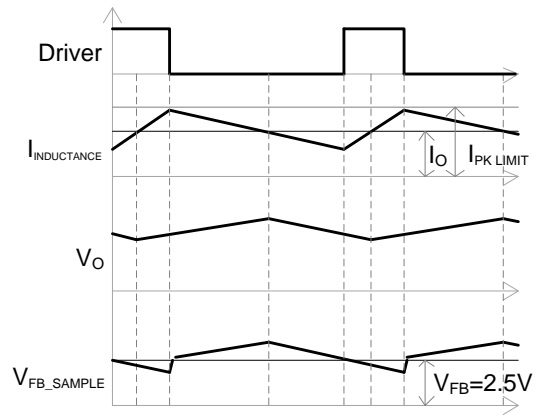 Driver
I_INDUCTANCE
I_O
I_PK LIMIT
V_O
V_FB_SAMPLE
V_FB=2.5V